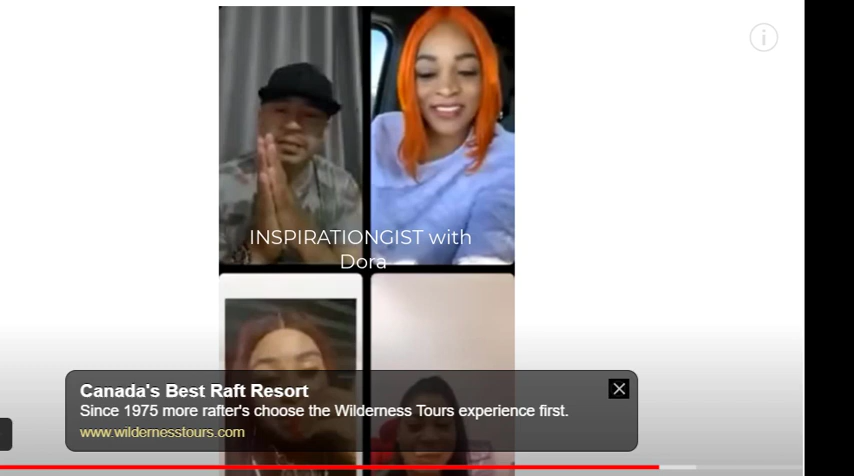 INSPIRATIONGIST with
Dora
Canada's Best Raft Resort
Since 1975 more rafter's choose the Wilderness Tours experience first.
www.wildernesstours.com